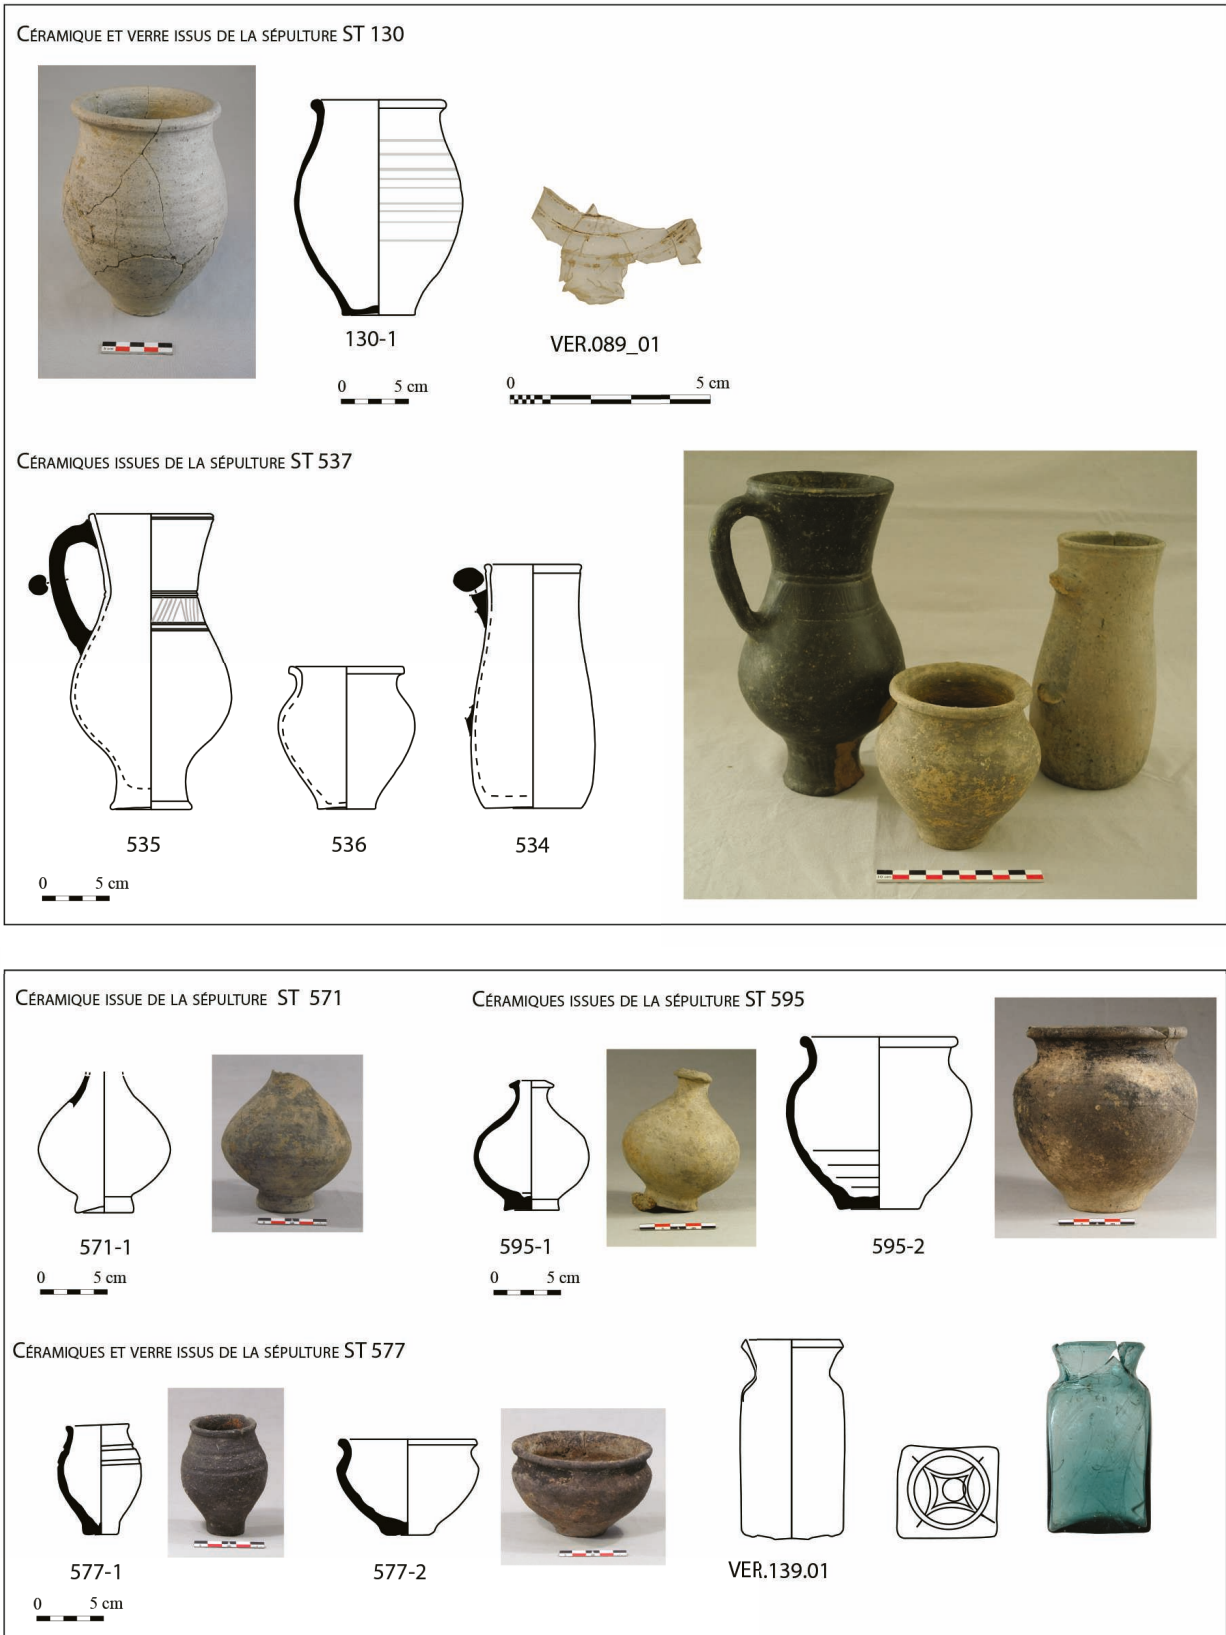 CÉRAMIQUE ET VERRE ISSUS DE LA SÉPULTURE ST 130
130-1
0 5 cm
VER.089_01
0 5 cm
CÉRAMIQUES ISSUES DE LA SÉPULTURE ST 537
535
536
534
0 5 cm
CÉRAMIQUE ISSUE DE LA SÉPULTURE ST 571
571-1
0 5 cm
CÉRAMIQUES ISSUES DE LA SÉPULTURE ST 595
595-1
595-2
0 5 cm
CÉRAMIQUES ET VERRE ISSUS DE LA SÉPULTURE ST 577
577-1
577-2
VER.139.01
0 5 cm